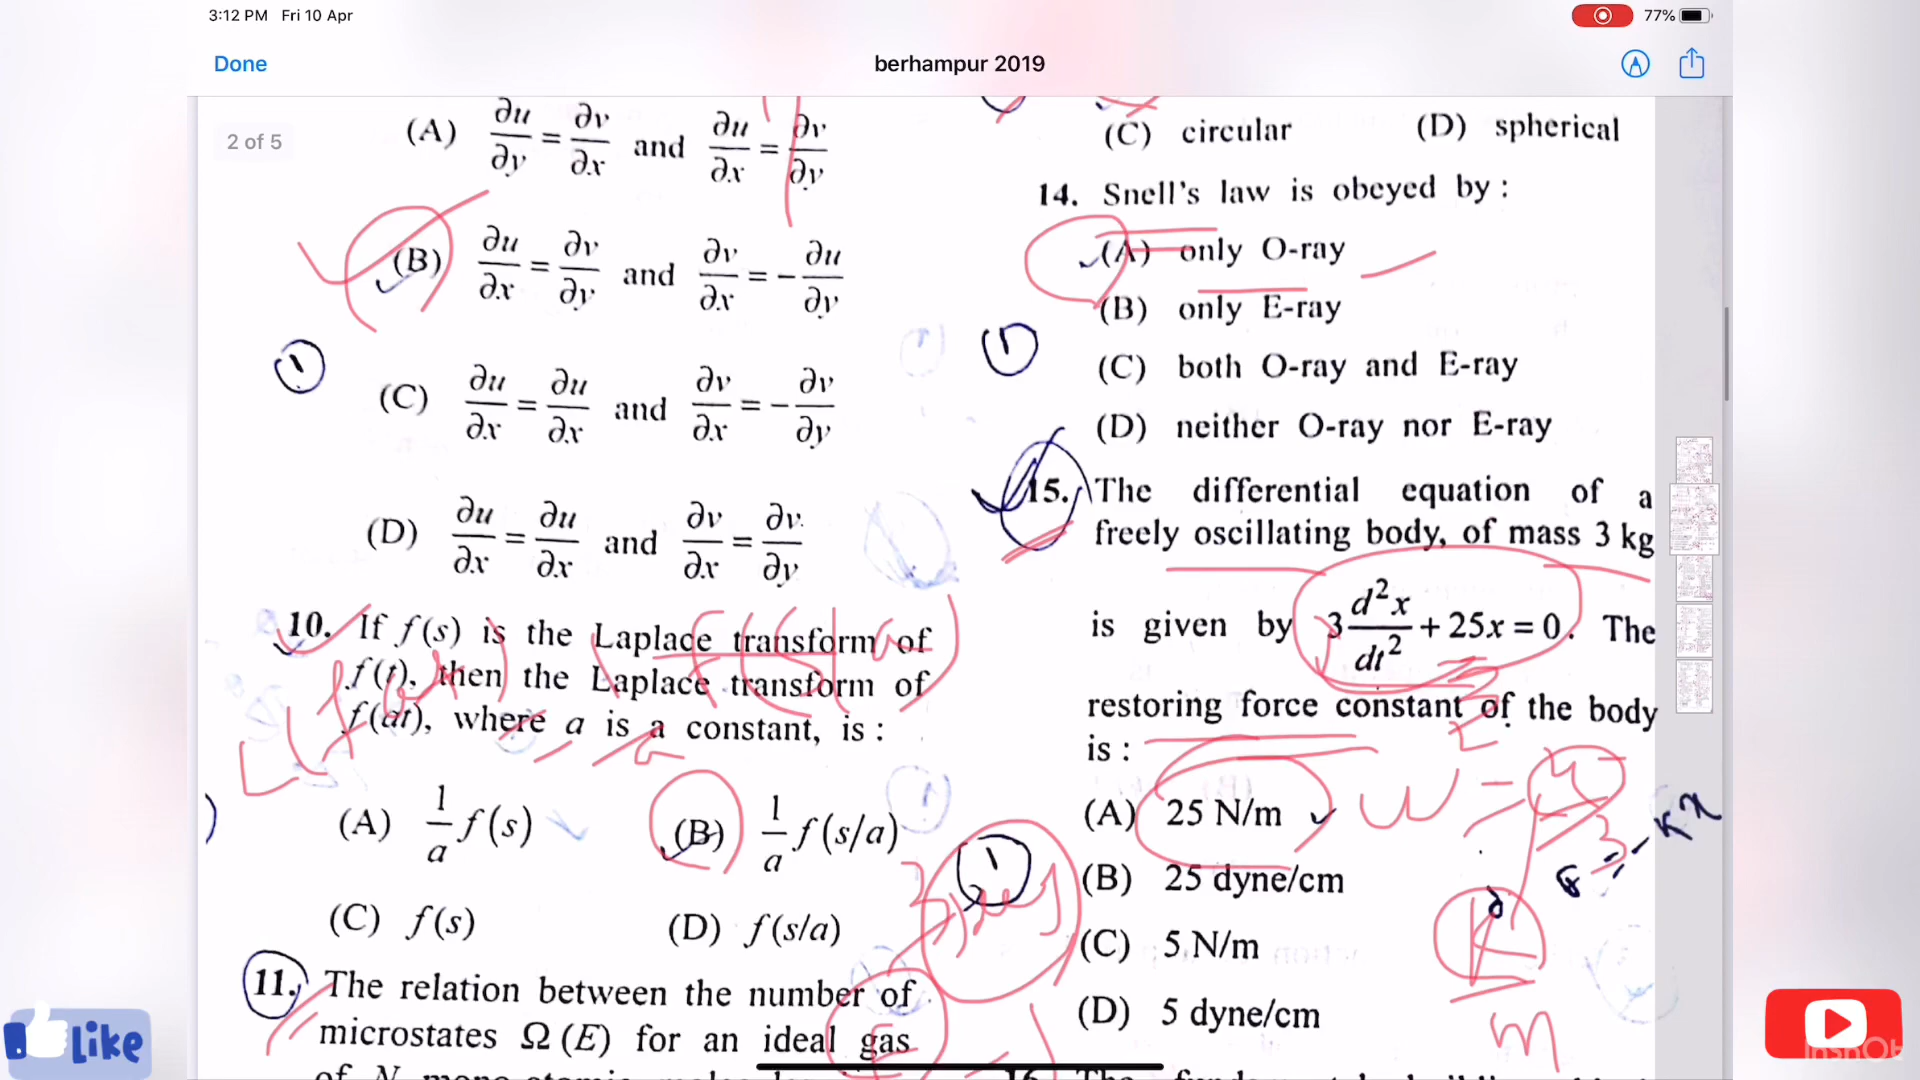 3:12 PM Fri 10 Apr
77%
Done
berhampur 2019
2 of 5
(A) ∂u/∂y = ∂v/∂x and ∂u/∂x = ∂v/∂y
(B) ∂u/∂x = ∂v/∂y and ∂v/∂x = −∂u/∂y
(C) ∂u/∂x = ∂u/∂x and ∂v/∂x = −∂v/∂y
(D) ∂u/∂x = ∂u/∂x and ∂v/∂x = ∂v/∂y
10. If f(s) is the Laplace transform of
f(t), then the Laplace transform of
f(at), where a is a constant, is :
(A) 1/a f(s)
(B) 1/a f(s/a)
(C) f(s)
(D) f(s/a)
11. The relation between the number of
microstates Ω (E) for an ideal gas
(C) circular (D) spherical
14. Snell's law is obeyed by :
(A) only O-ray
(B) only E-ray
(C) both O-ray and E-ray
(D) neither O-ray nor E-ray
15. The differential equation of a
freely oscillating body, of mass 3 kg
is given by 3 d²x/dt² + 25x = 0. The
restoring force constant of the body
is :
(A) 25 N/m
(B) 25 dyne/cm
(C) 5 N/m
(D) 5 dyne/cm
K
m
Like